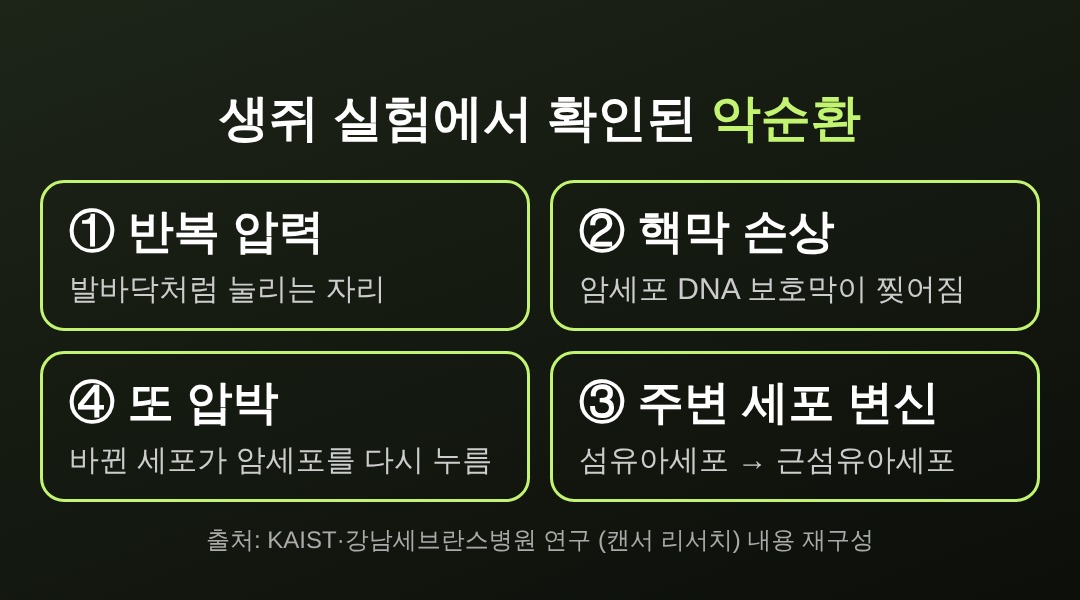 생쥐 실험에서 확인된 악순환
① 반복 압력
발바닥처럼 눌리는 자리
② 핵막 손상
암세포 DNA 보호막이 찢어짐
④ 또 압박
바뀐 세포가 암세포를 다시 누름
③ 주변 세포 변신
섬유아세포 → 근섬유아세포
출처: KAIST·강남세브란스병원 연구 (캔서 리서치) 내용 재구성